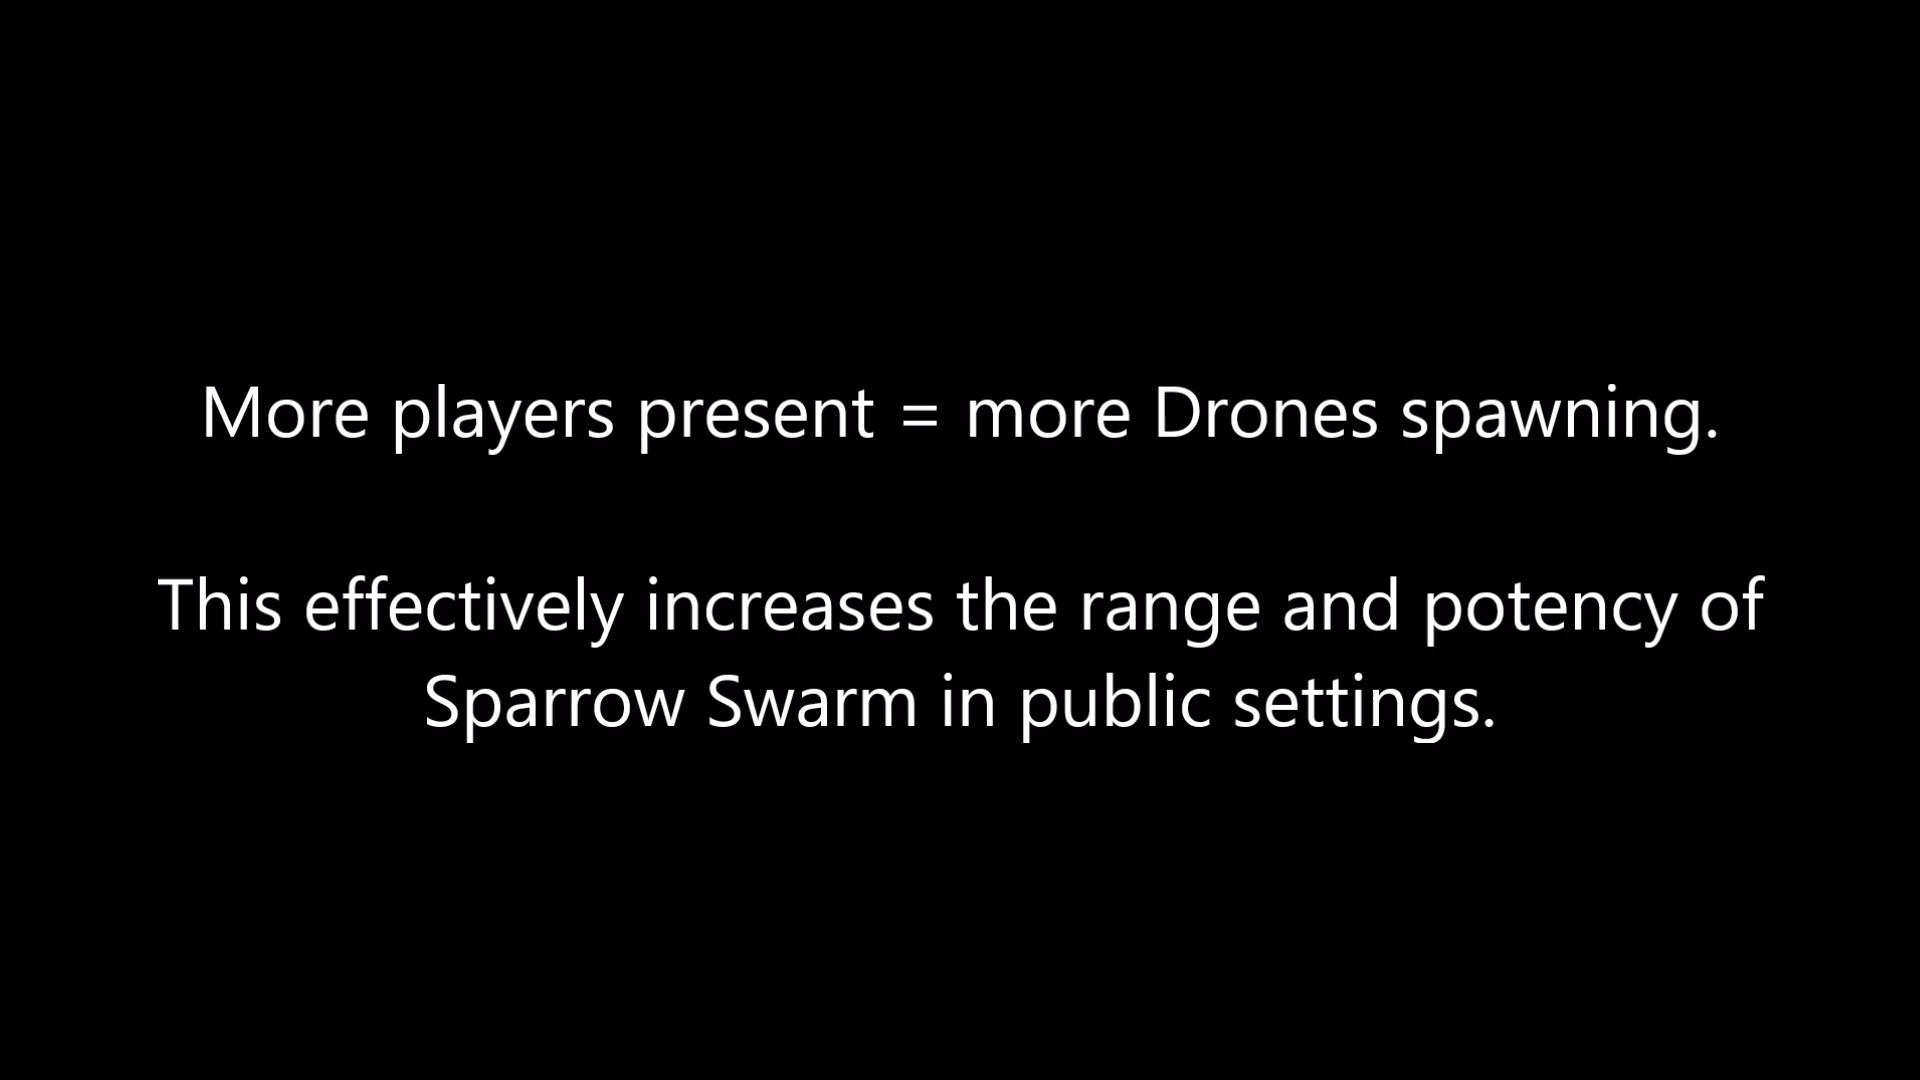 More players present = more Drones spawning.
This effectively increases the range and potency of
Sparrow Swarm in public settings.